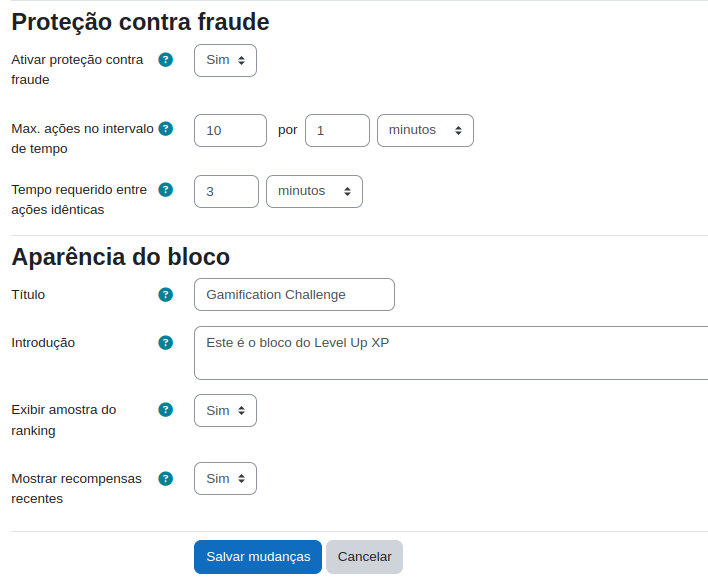 Proteção contra fraude
Ativar proteção contra fraude
Sim
Max. ações no intervalo de tempo
10 por 1 minutos
Tempo requerido entre ações idênticas
3 minutos
Aparência do bloco
Título
Gamification Challenge
Introdução
Este é o bloco do Level Up XP
Exibir amostra do ranking
Sim
Mostrar recompensas recentes
Sim
Salvar mudanças
Cancelar